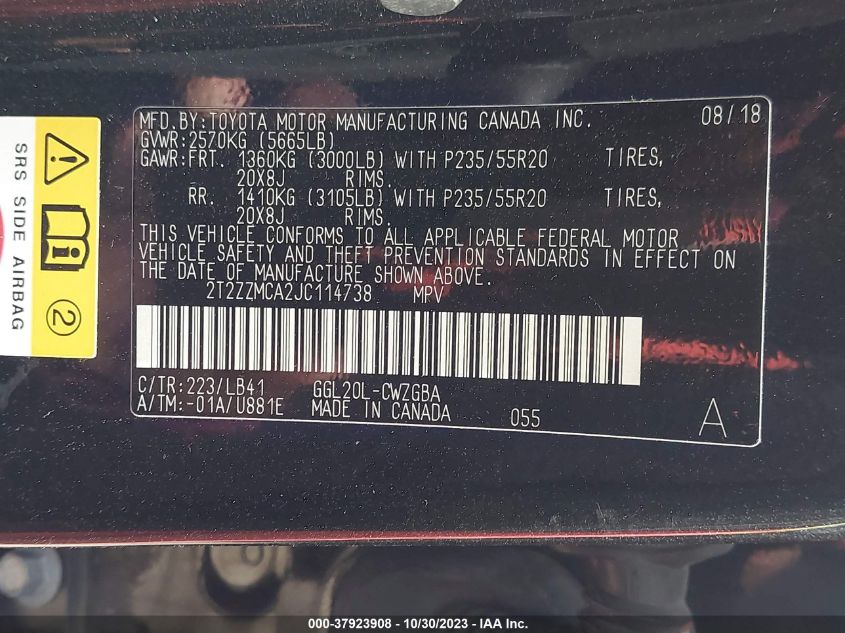 MFD.BY:TOYOTA MOTOR MANUFACTURING CANADA INC. 08/18
GVWR:2570KG (5665LB)
GAWR:FRT. 1360KG (3000LB) WITH P235/55R20 TIRES,
20X8J RIMS.
RR. 1410KG (3105LB) WITH P235/55R20 TIRES,
20X8J RIMS.
THIS VEHICLE CONFORMS TO ALL APPLICABLE FEDERAL MOTOR
VEHICLE SAFETY AND THEFT PREVENTION STANDARDS IN EFFECT ON
THE DATE OF MANUFACTURE SHOWN ABOVE.
2T2ZZMCA2JC114738 MPV
C/TR:223/LB41 GGL20L-CWZGBA
A/TM:-01A/U881E MADE IN CANADA 055 A
SRS SIDE AIRBAG
2
000-37923908 - 10/30/2023 - IAA Inc.